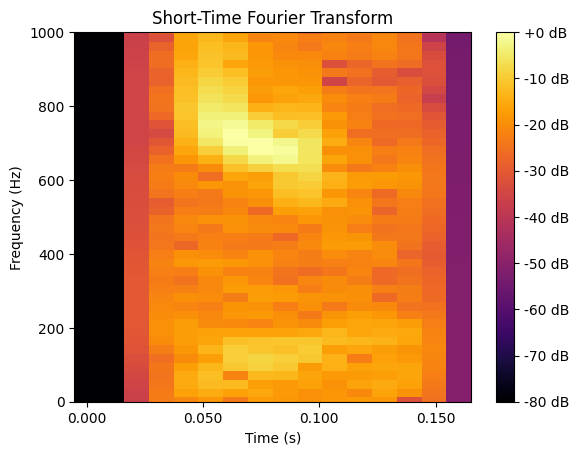 Short-Time Fourier Transform
1000
800
600
400
200
0
Frequency (Hz)
0.000
0.050
0.100
0.150
Time (s)
+0 dB
-10 dB
-20 dB
-30 dB
-40 dB
-50 dB
-60 dB
-70 dB
-80 dB